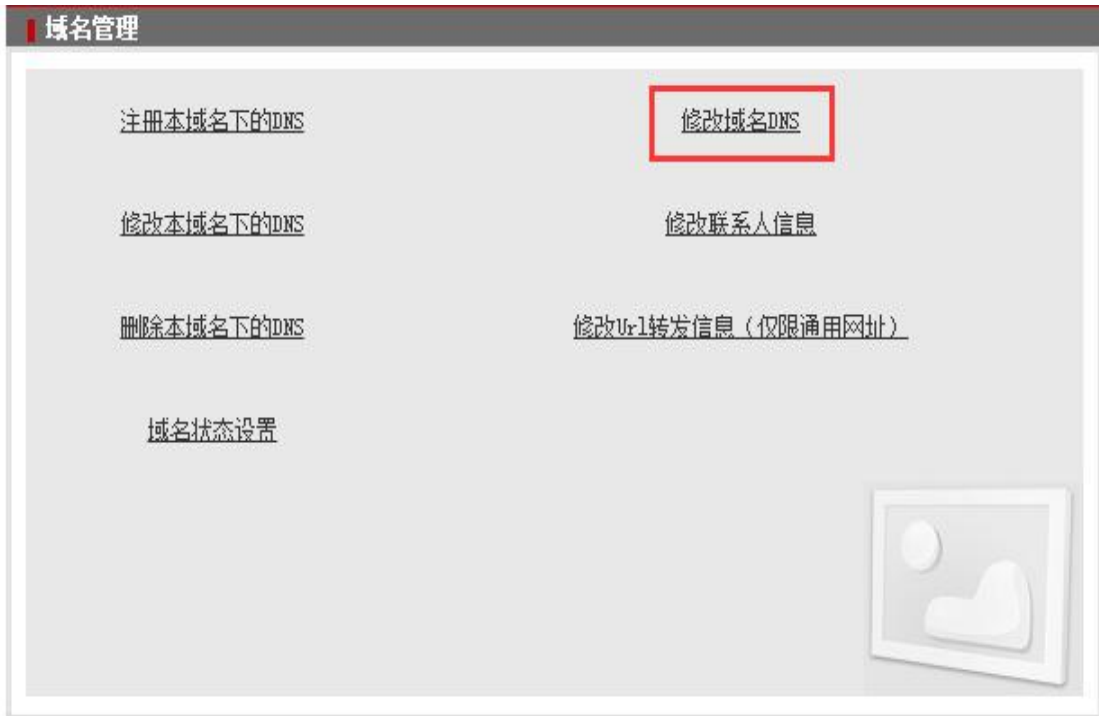 域名管理
注册本域名下的DNS
修改域名DNS
修改本域名下的DNS
修改联系人信息
删除本域名下的DNS
修改Url转发信息（仅限通用网址）
域名状态设置